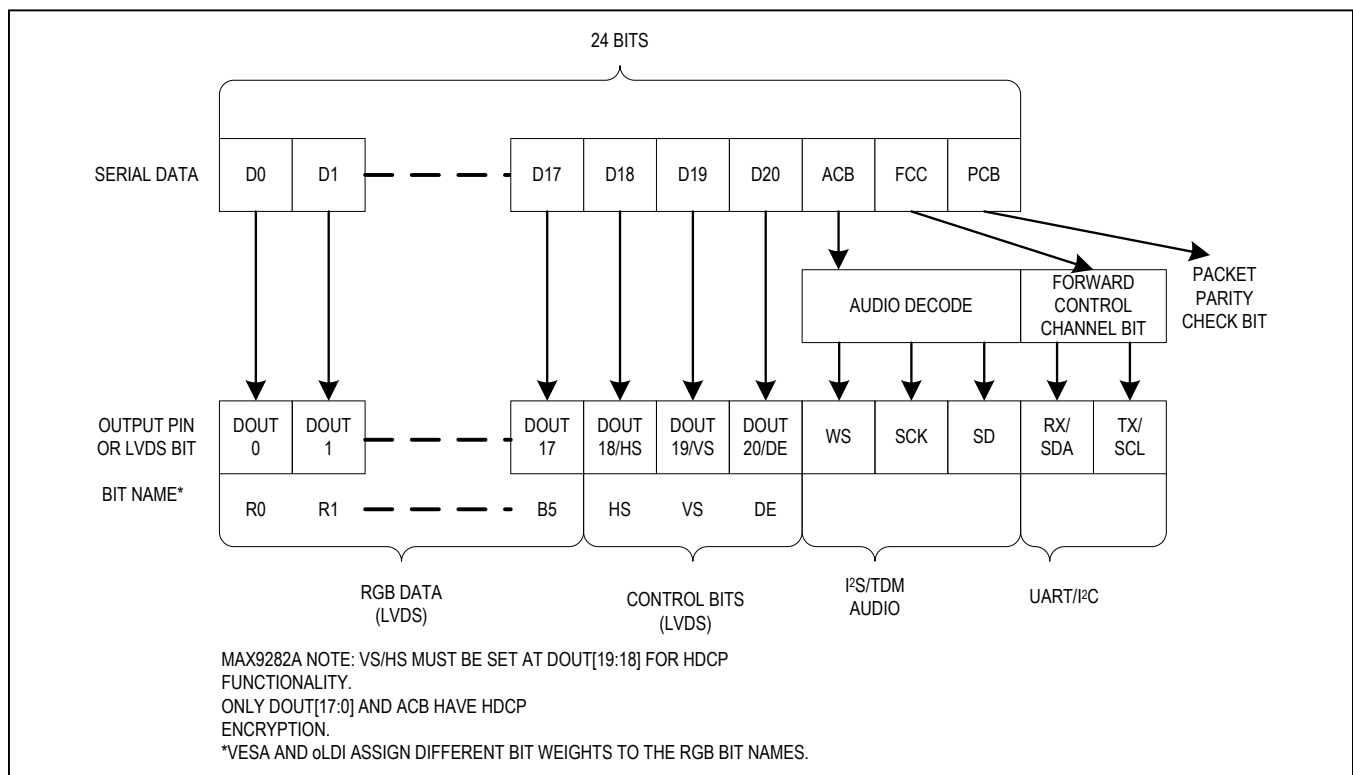 24 BITS
SERIAL DATA
D0 D1 D17 D18 D19 D20 ACB FCC PCB
AUDIO DECODE
FORWARD
CONTROL
CHANNEL BIT
PACKET
PARITY
CHECK BIT
OUTPUT PIN
OR LVDS BIT
DOUT
0
DOUT
1
DOUT
17
DOUT
18/HS
DOUT
19/VS
DOUT
20/DE
WS
SCK
SD
RX/
SDA
TX/
SCL
BIT NAME*
R0 R1 B5 HS VS DE
RGB DATA
(LVDS)
CONTROL BITS
(LVDS)
I²S/TDM
AUDIO
UART/I²C
MAX9282A NOTE: VS/HS MUST BE SET AT DOUT[19:18] FOR HDCP
FUNCTIONALITY.
ONLY DOUT[17:0] AND ACB HAVE HDCP
ENCRYPTION.
*VESA AND oLDI ASSIGN DIFFERENT BIT WEIGHTS TO THE RGB BIT NAMES.